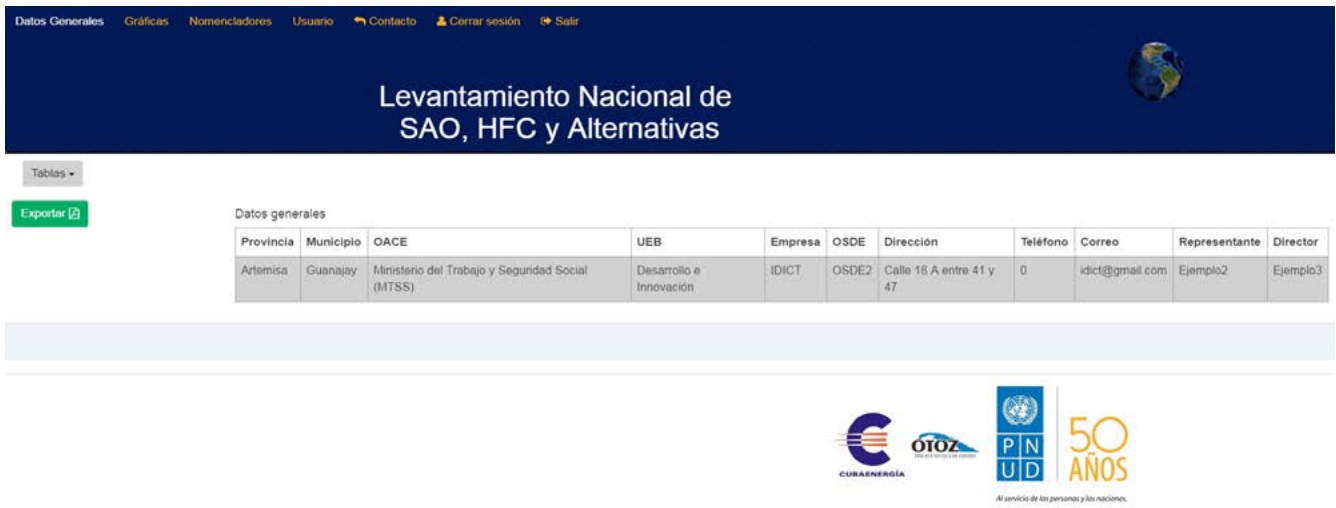 Datos Generales Gráficas Nomencladores Usuario Contacto Cerrar sesión Salir
Levantamiento Nacional de
SAO, HFC y Alternativas
Tablas
Exportar
Datos generales
Provincia Municipio OACE UEB Empresa OSDE Dirección Teléfono Correo Representante Director
Artemisa Guanajay Ministerio del Trabajo y Seguridad Social (MTSS) Desarrollo e Innovación IDICT OSDE2 Calle 18 A entre 41 y 47 0 idict@gmail.com Ejemplo2 Ejemplo3
CUBAENERGÍA
OTOZ
PN
UD
50
AÑOS
Al servicio de las personas y las naciones.